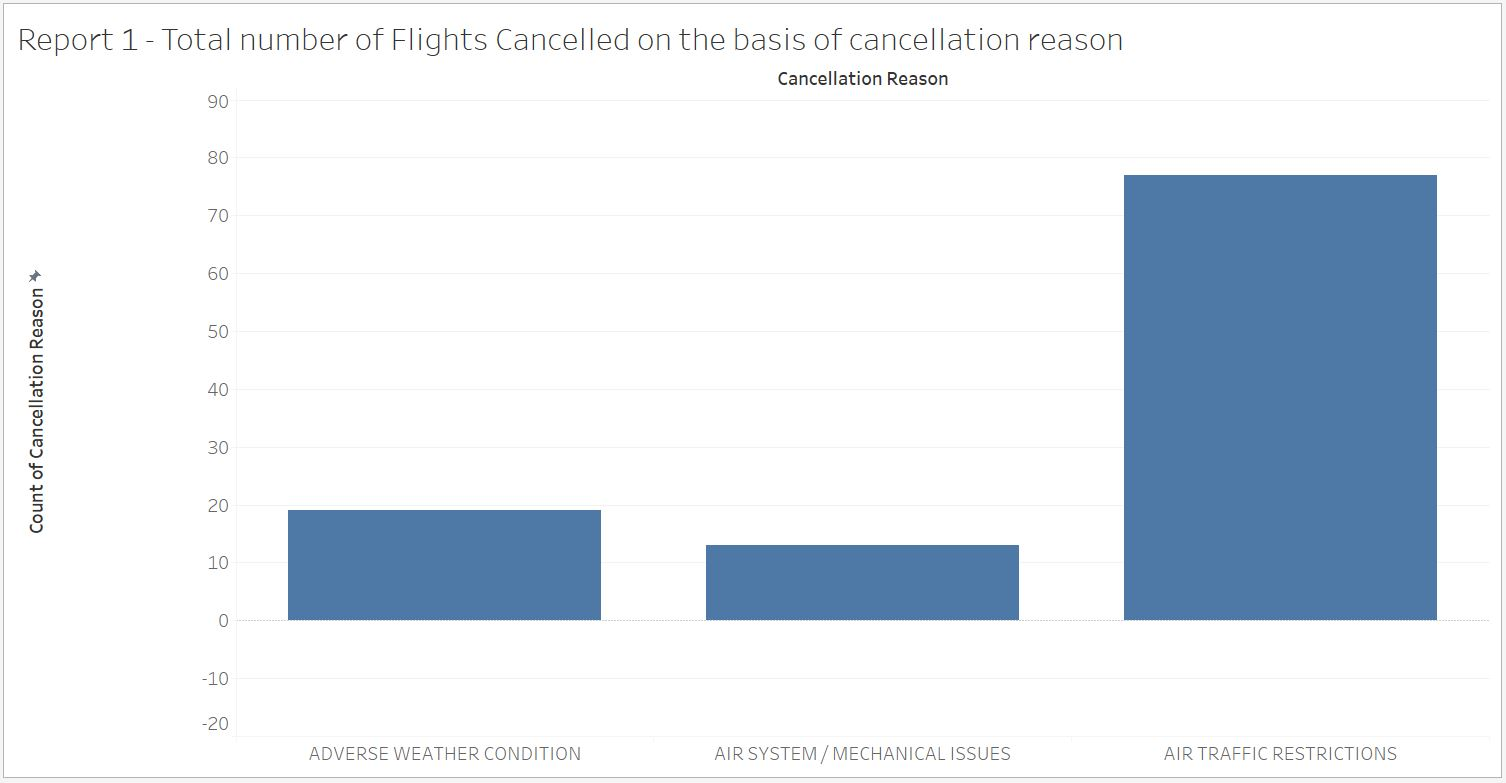 Report 1 - Total number of Flights Cancelled on the basis of cancellation reason
Cancellation Reason
Count of Cancellation Reason
90
80
70
60
50
40
30
20
10
0
-10
-20
ADVERSE WEATHER CONDITION
AIR SYSTEM / MECHANICAL ISSUES
AIR TRAFFIC RESTRICTIONS